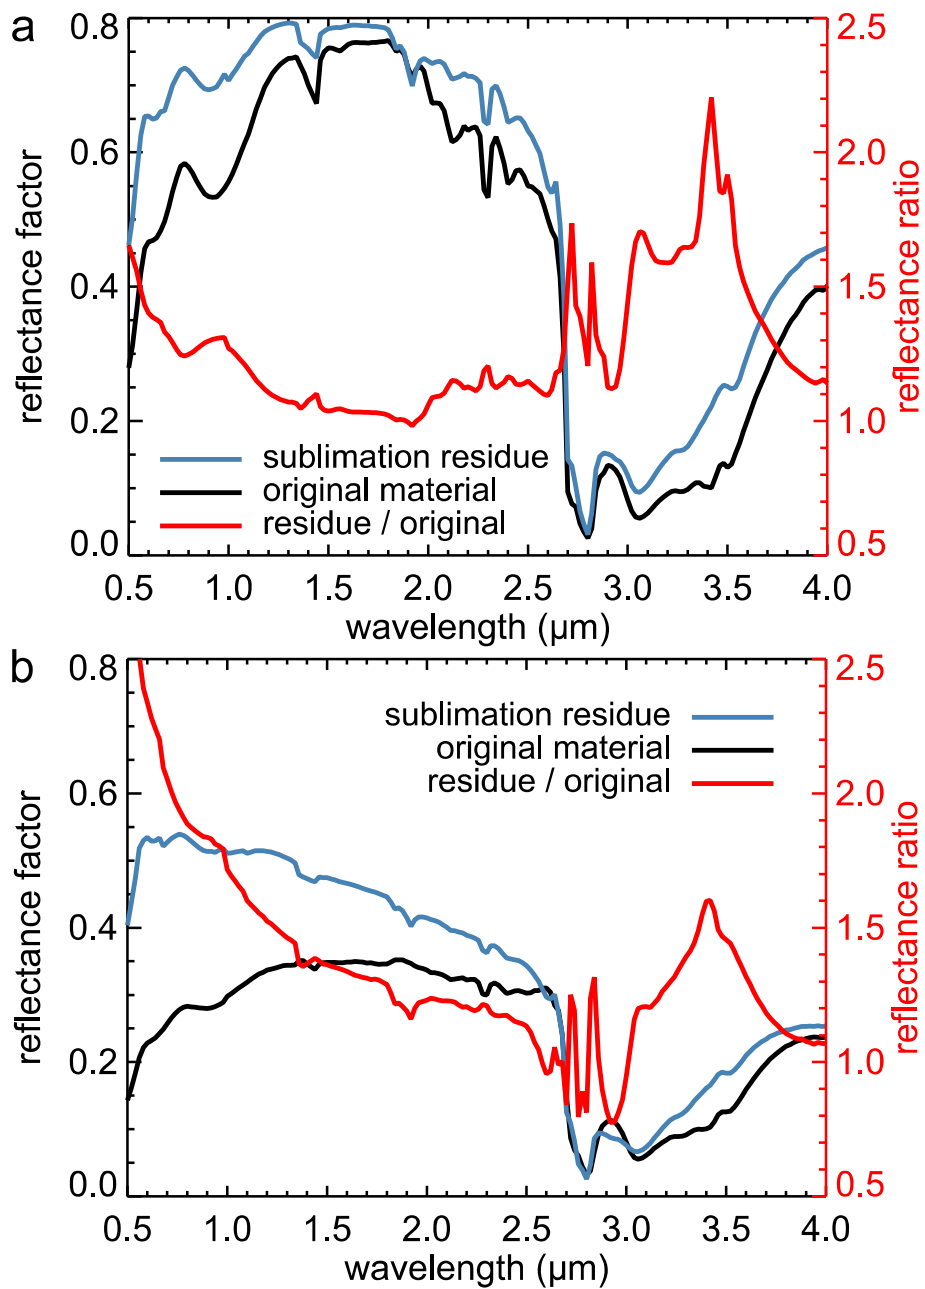 a
0.8
0.6
0.4
0.2
0.0
reflectance factor
2.5
2.0
1.5
1.0
0.5
reflectance ratio
sublimation residue
original material
residue / original
0.5 1.0 1.5 2.0 2.5 3.0 3.5 4.0
wavelength (µm)
b
0.8
0.6
0.4
0.2
0.0
reflectance factor
2.5
2.0
1.5
1.0
0.5
reflectance ratio
sublimation residue
original material
residue / original
0.5 1.0 1.5 2.0 2.5 3.0 3.5 4.0
wavelength (µm)